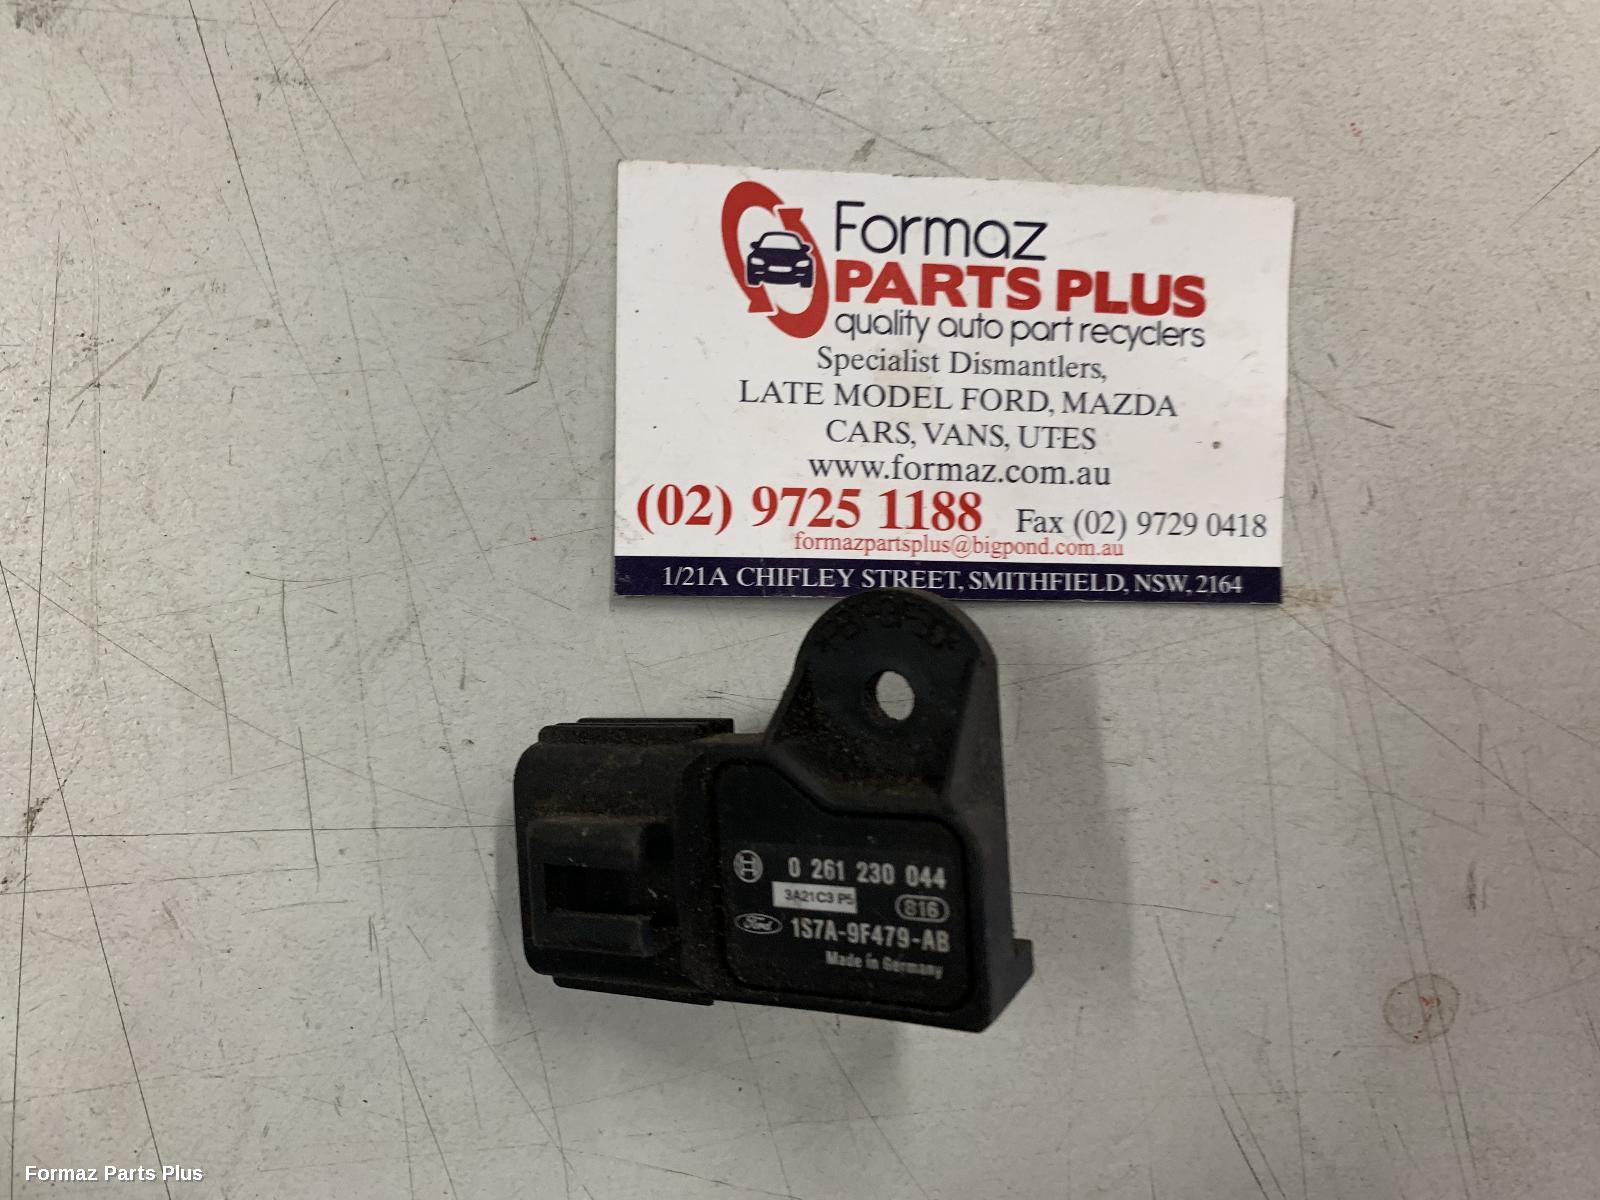 Formaz
PARTS PLUS
quality auto part recyclers
Specialist Dismantlers,
LATE MODEL FORD, MAZDA
CARS, VANS, UTES
www.formaz.com.au
(02) 9725 1188 Fax (02) 9729 0418
formazpartsplus@bigpond.com.au
1/21A CHIFLEY STREET, SMITHFIELD, NSW, 2164
0 261 230 044
3A21C3 P5
816
Ford 1S7A-9F479-AB
Made in Germany
Formaz Parts Plus